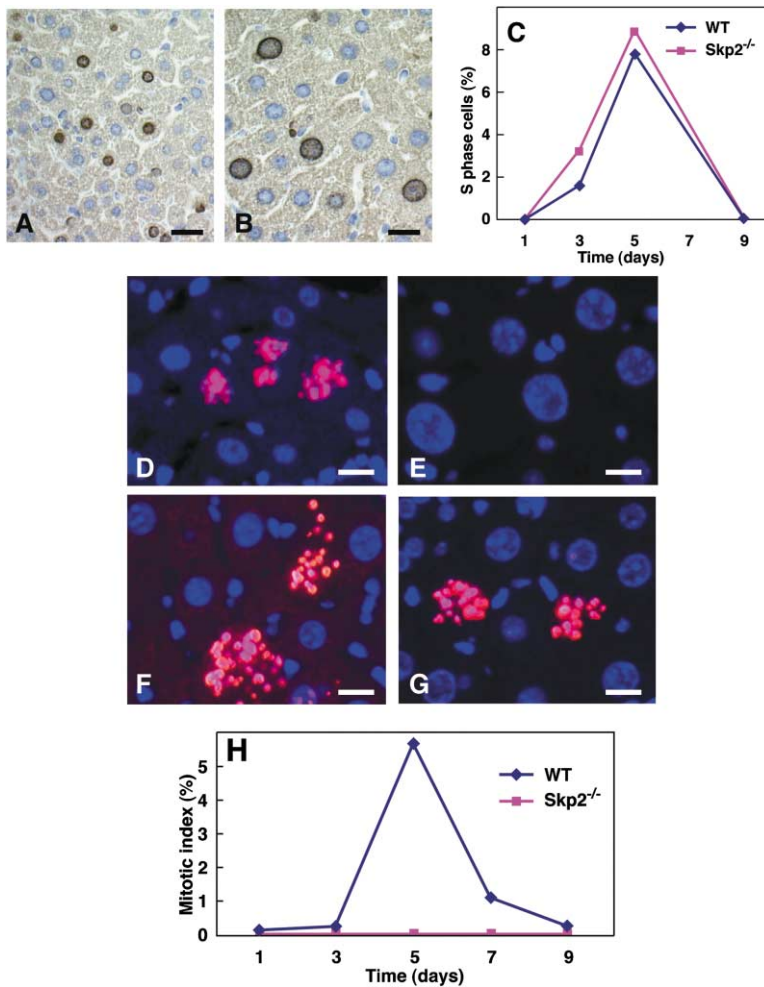 A
B
C
WT
Skp2-/-
S phase cells (%)
8
6
4
2
0
1 3 5 7 9
Time (days)
D
E
F
G
H
WT
Skp2-/-
Mitotic index (%)
5
4
3
2
1
0
1 3 5 7 9
Time (days)